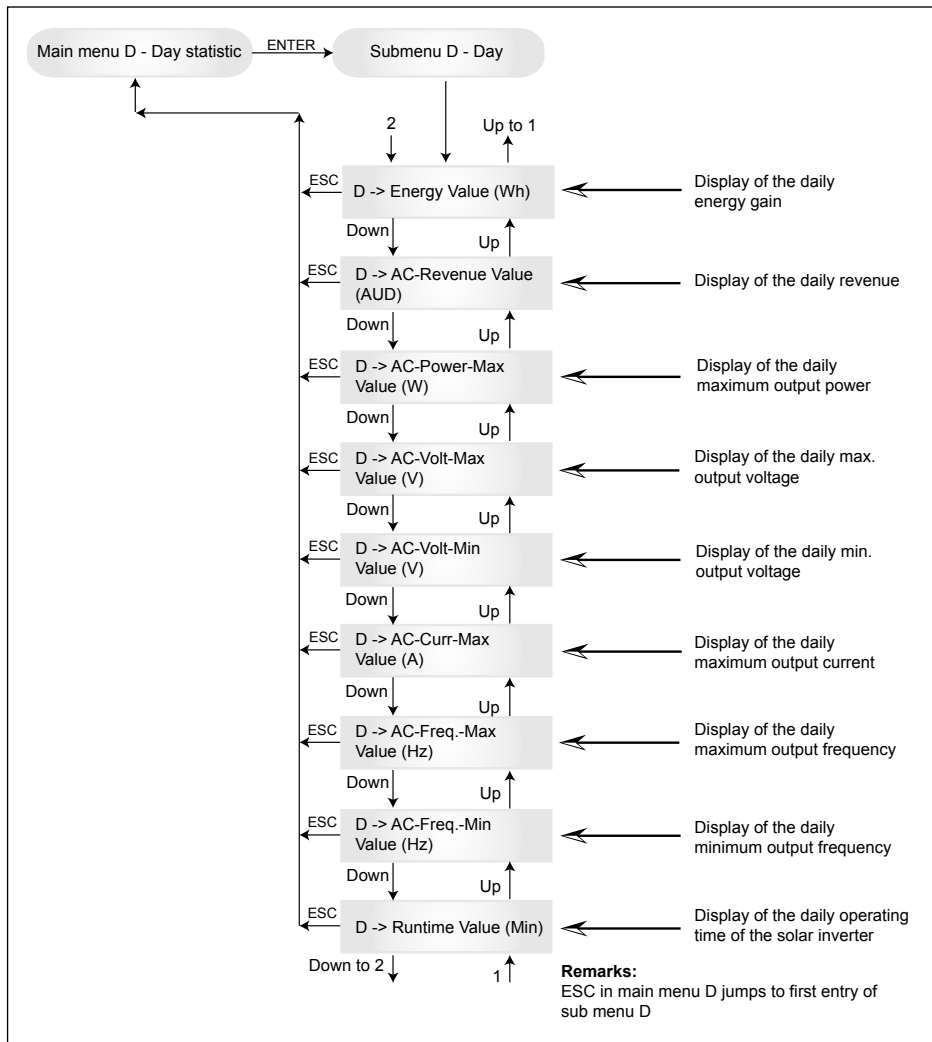 Main menu D - Day statistic
ENTER
Submenu D - Day
2
Up to 1
ESC
D -> Energy Value (Wh)
Display of the daily
energy gain
Down
Up
ESC
D -> AC-Revenue Value
(AUD)
Display of the daily revenue
Down
Up
ESC
D -> AC-Power-Max
Value (W)
Display of the daily
maximum output power
Down
Up
ESC
D -> AC-Volt-Max
Value (V)
Display of the daily max.
output voltage
Down
Up
ESC
D -> AC-Volt-Min
Value (V)
Display of the daily min.
output voltage
Down
Up
ESC
D -> AC-Curr-Max
Value (A)
Display of the daily
maximum output current
Down
Up
ESC
D -> AC-Freq.-Max
Value (Hz)
Display of the daily
maximum output frequency
Down
Up
ESC
D -> AC-Freq.-Min
Value (Hz)
Display of the daily
minimum output frequency
Down
Up
ESC
D -> Runtime Value (Min)
Display of the daily operating
time of the solar inverter
Down to 2
1
Remarks:
ESC in main menu D jumps to first entry of
sub menu D